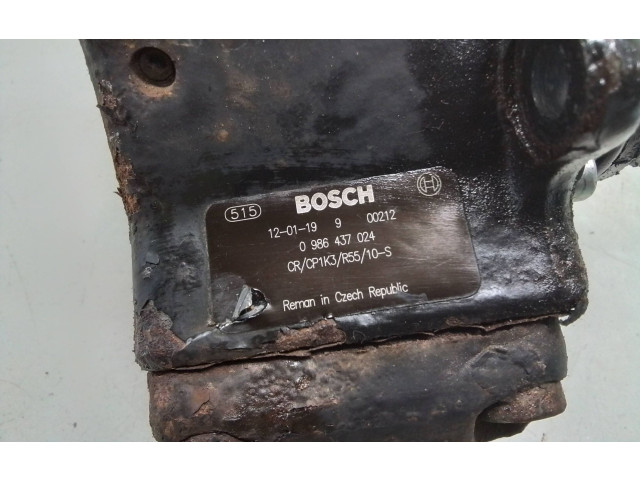 515 BOSCH
12-01-19 9 00212
0 986 437 024
CR/CP1K3/R55/10-S
Reman in Czech Republic